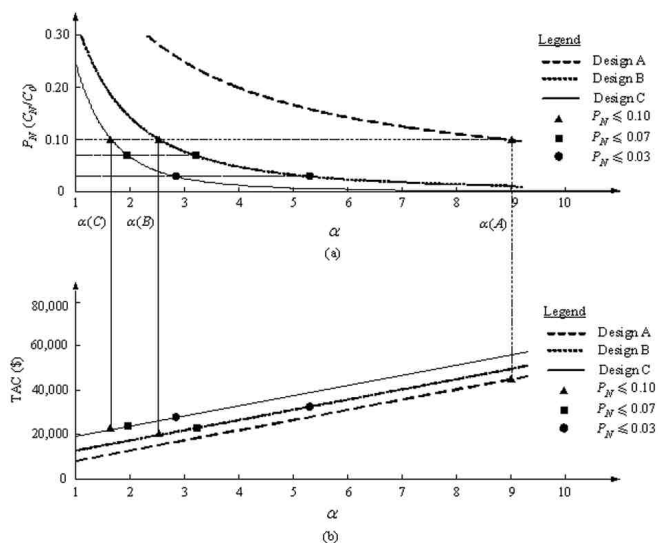 0.30
0.20
0.10
0
P_N (C_N/C_0)
1 2 3 4 5 6 7 8 9 10
α(C) α(B) α α(A)
(a)
Legend
Design A
Design B
Design C
P_N ⩽ 0.10
P_N ⩽ 0.07
P_N ⩽ 0.03
80,000
60,000
40,000
20,000
0
TAC ($)
1 2 3 4 5 6 7 8 9 10
α
(b)
Legend
Design A
Design B
Design C
P_N ⩽ 0.10
P_N ⩽ 0.07
P_N ⩽ 0.03